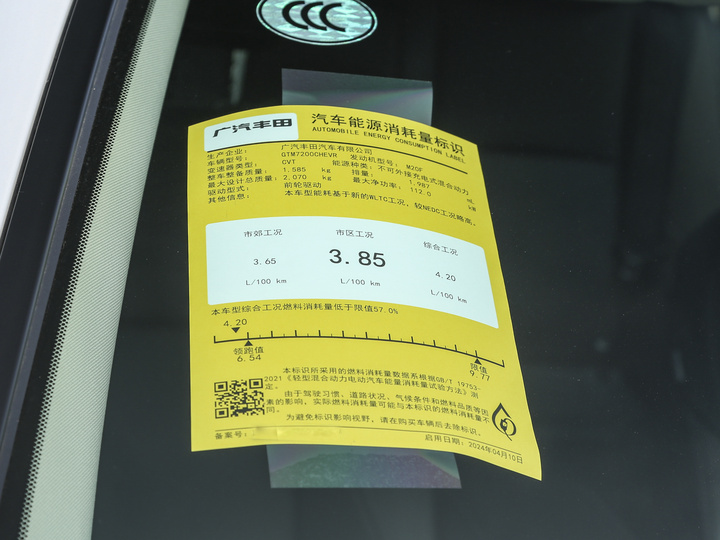 CCC
广汽丰田
汽车能源消耗量标识
AUTOMOBILE ENERGY CONSUMPTION LABEL
生产企业: 广汽丰田汽车有限公司
车辆型号: GTM7200CHEVR 发动机型号: M20F
变速器类型: CVT 能源种类: 不可外接充电式混合动力
整车整备质量: 1,585 kg 排量: 1,987 mL
最大设计总质量: 2,070 kg 最大净功率: 112.0 kW
驱动型式: 前轮驱动
其他信息: 本车型能耗基于新的WLTC工况,较NEDC工况略高。
市郊工况 市区工况 综合工况
3.65 3.85 4.20
L/100 km L/100 km L/100 km
本车型综合工况燃料消耗量低于限值57.0%
4.20
领跑值 限值
6.54 9.77
本标识所采用的燃料消耗量数据系根据GB/T 19753-
2021《轻型混合动力电动汽车能量消耗量试验方法》测
定。
由于驾驶习惯、道路状况、气候条件和燃料品质等因
素的影响,实际燃料消耗量可能与本标识的燃料消耗量不
同。
为避免标识影响视野,请在购买车辆后去除标识。
备案号:
启用日期: 2024年04月10日